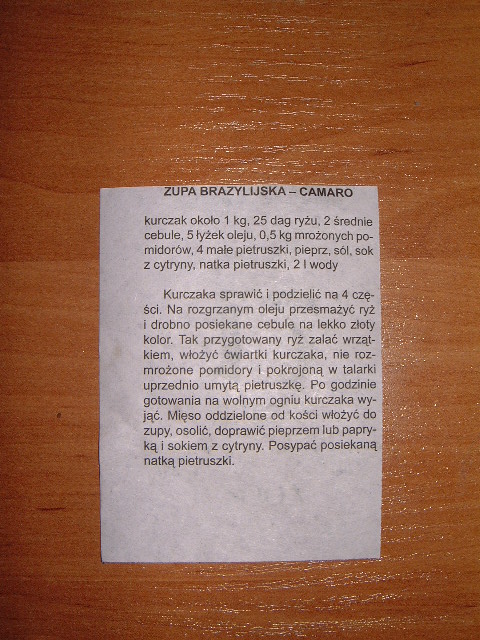 ZUPA BRAZYLIJSKA – CAMARO
kurczak około 1 kg, 25 dag ryżu, 2 średnie
cebule, 5 łyżek oleju, 0,5 kg mrożonych po-
midorów, 4 małe pietruszki, pieprz, sól, sok
z cytryny, natka pietruszki, 2 l wody
Kurczaka sprawić i podzielić na 4 czę-
ści. Na rozgrzanym oleju przesmażyć ryż
i drobno posiekane cebule na lekko złoty
kolor. Tak przygotowany ryż zalać wrząt-
kiem, włożyć ćwiartki kurczaka, nie roz-
mrożone pomidory i pokrojoną w talarki
uprzednio umytą pietruszkę. Po godzinie
gotowania na wolnym ogniu kurczaka wy-
jąć. Mięso oddzielone od kości włożyć do
zupy, osolić, doprawić pieprzem lub papry-
ką i sokiem z cytryny. Posypać posiekaną
natką pietruszki.